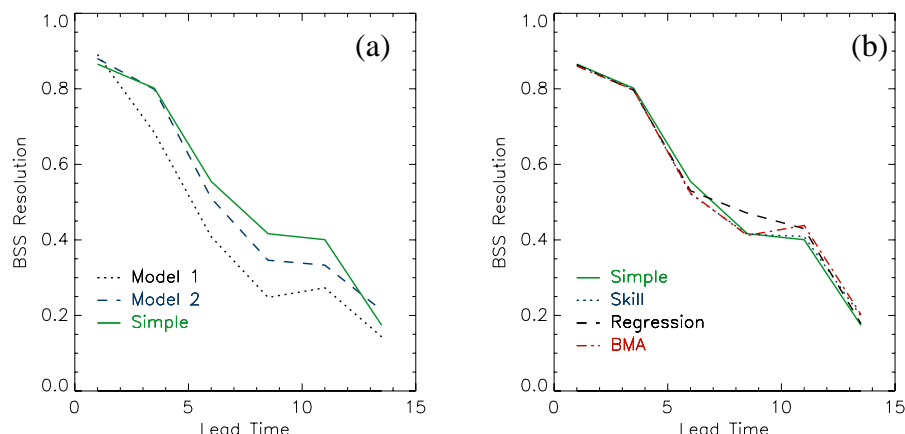 (a)
BSS Resolution
1.0
0.8
0.6
0.4
0.2
0.0
Model 1
Model 2
Simple
0 5 10 15
Lead Time
(b)
BSS Resolution
1.0
0.8
0.6
0.4
0.2
0.0
Simple
Skill
Regression
BMA
0 5 10 15
Lead Time